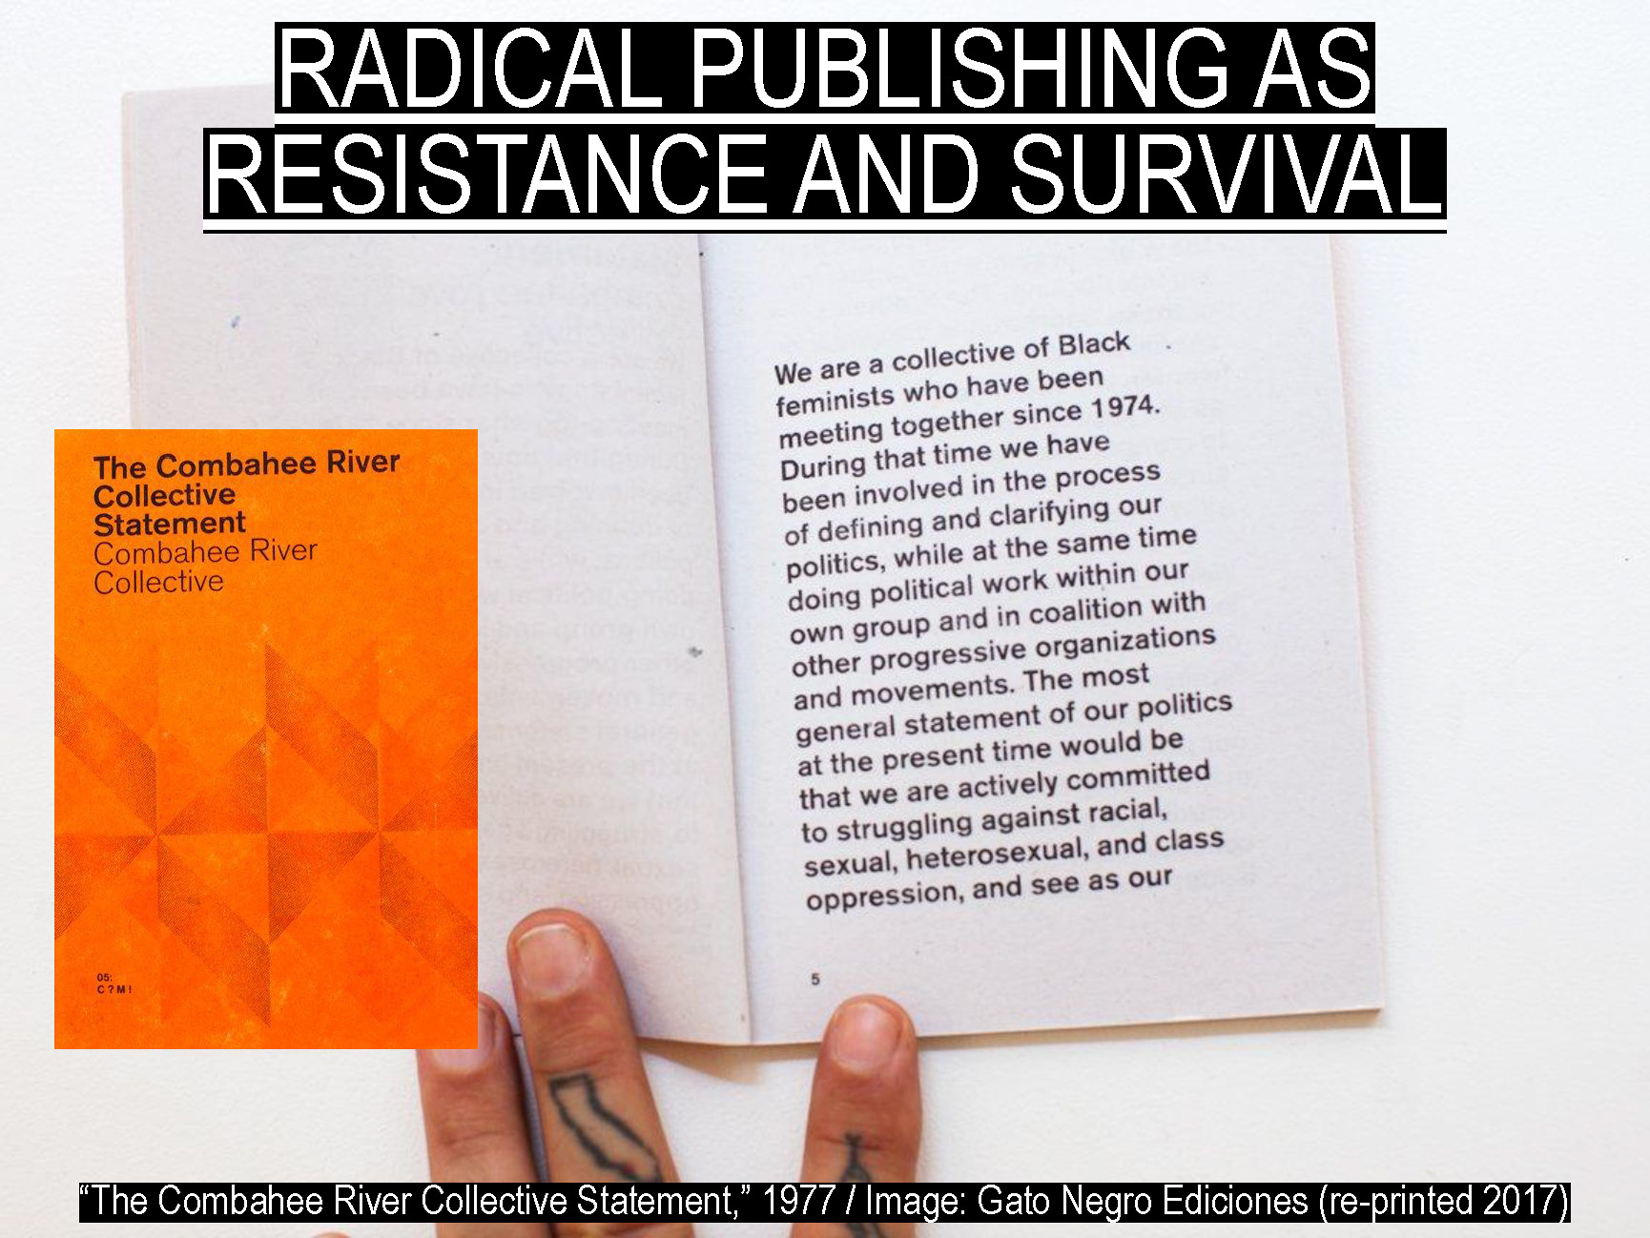 RADICAL PUBLISHING AS
RESISTANCE AND SURVIVAL
The Combahee River
Collective
Statement
Combahee River
Collective
05:
C?M!
We are a collective of Black
feminists who have been
meeting together since 1974.
During that time we have
been involved in the process
of defining and clarifying our
politics, while at the same time
doing political work within our
own group and in coalition with
other progressive organizations
and movements. The most
general statement of our politics
at the present time would be
that we are actively committed
to struggling against racial,
sexual, heterosexual, and class
oppression, and see as our
5
“The Combahee River Collective Statement,” 1977 / Image: Gato Negro Ediciones (re-printed 2017)